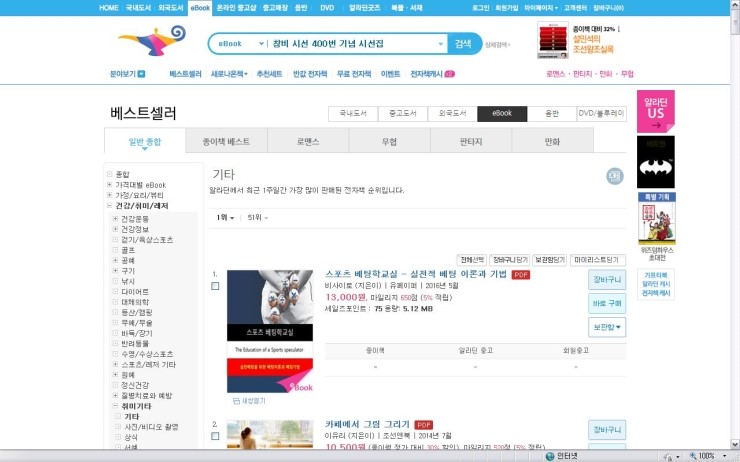 HOME 국내도서 외국도서 eBook 온라인 중고샵 중고매장 음반 DVD 알라딘굿즈 북플·서재 로그인 회원가입 마이페이지 고객센터 장바구니(0)
eBook 창비 시선 400번 기념 시선집 검색 상세검색
종이책 대비 32% ↓
설민석의
조선왕조실록
분야보기 베스트셀러 새로나온책 추천세트 반값 전자책 무료 전자책 이벤트 전자책캐시 로맨스 · 판타지 · 만화 · 무협
베스트셀러
국내도서 중고도서 외국도서 eBook 음반 DVD/블루레이
알라딘
US
일반 종합 종이책 베스트 로맨스 무협 판타지 만화
종합
가격대별 eBook
가정/요리/뷰티
건강/취미/레저
건강운동
건강정보
걷기/육상스포츠
골프
공예
구기
낚시
다이어트
대체의학
등산/캠핑
무예/무술
바둑/장기
반려동물
수영/수상스포츠
스포츠/레저 기타
원예
정신건강
질병치료와 예방
취미기타
기타
사진/비디오 촬영
상식
서예
기타
알라딘에서 최근 1주일간 가장 많이 판매된 전자책 순위입니다.
1위 51위
특별 기획
위즈덤하우스
초대전
기프티북
알라딘 캐시
전자책 캐시
전체선택 장바구니담기 보관함담기 마이리스트담기
1.
스포츠 베팅학교실
The Education of a Sports speculator
eBook
새창열기
스포츠 베팅학교실 - 실전적 베팅 이론과 기법 PDF
비사이로 (지은이) | 유페이퍼 | 2016년 5월
13,000원, 마일리지 650점 (5% 적립)
세일즈포인트 : 75 용량: 5.12 MB
장바구니
바로 구매
보관함
종이책 알라딘 중고 회원중고
- - -
2.
카페에서 그림 그리기 PDF
이유리 (지은이) | 조선앤북 | 2014년 7월
10,500원 (종이책 정가 대비 30% 할인), 마일리지 520점 (5% 적립)
장바구니
인터넷 100%